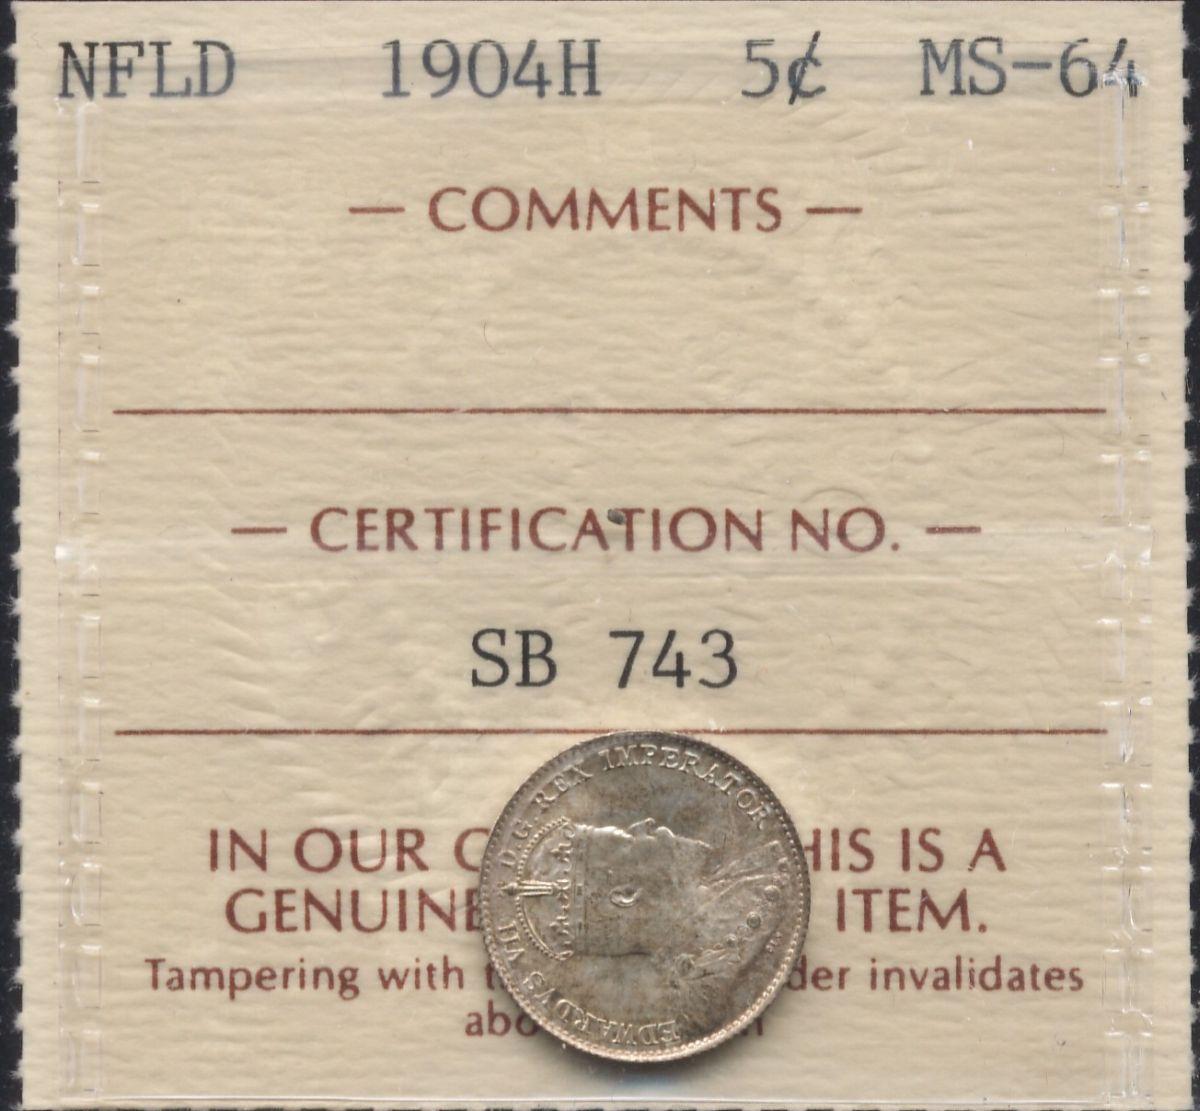 NFLD 1904H 5¢ MS-64
— COMMENTS —
— CERTIFICATION NO. —
SB 743
IN OUR HIS IS A
GENUINE ITEM.
Tampering with invalidates
EDWARDVS VII D.G. REX IMPERATOR